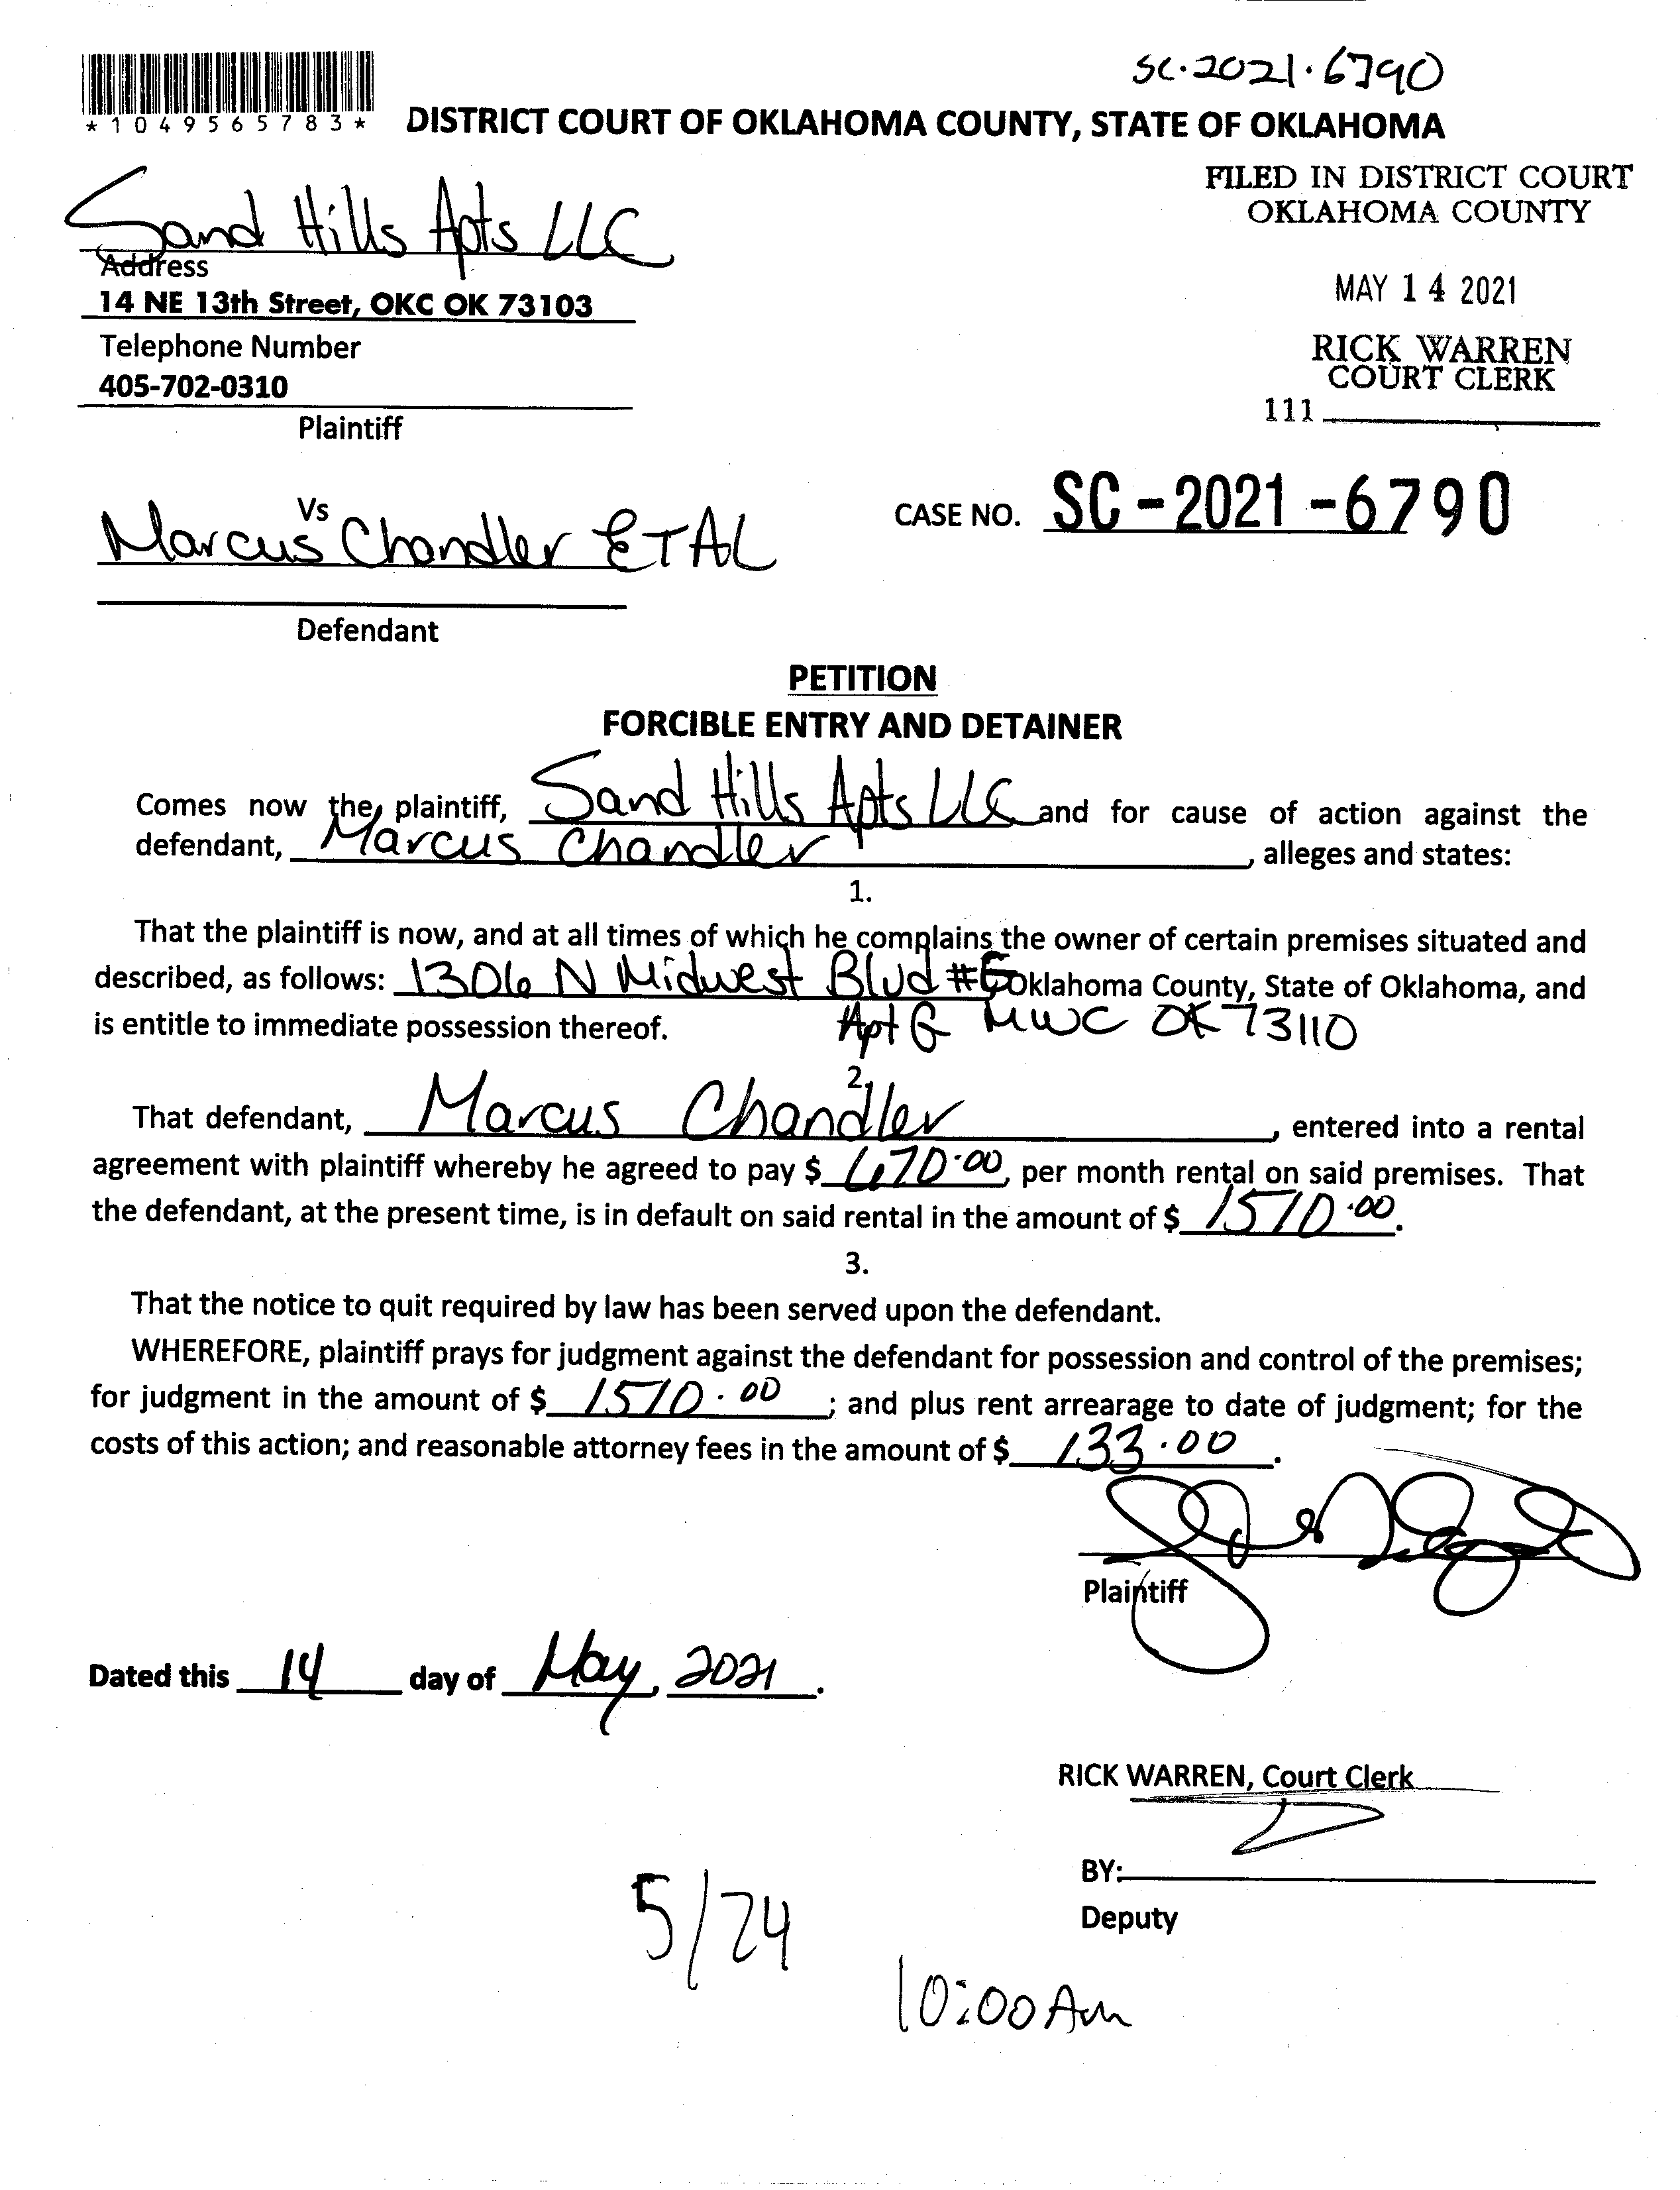 SC.2021.6790
*1049565783*
DISTRICT COURT OF OKLAHOMA COUNTY, STATE OF OKLAHOMA
FILED IN DISTRICT COURT
OKLAHOMA COUNTY
MAY 14 2021
RICK WARREN
COURT CLERK
111
Sand Hills Apts LLC
Address
14 NE 13th Street, OKC OK 73103
Telephone Number
405-702-0310
Plaintiff
Vs
Marcus Chandler ETAL
Defendant
CASE NO. SC-2021-6790
PETITION
FORCIBLE ENTRY AND DETAINER
Comes now the plaintiff, Sand Hills Apts LLC and for cause of action against the
defendant, Marcus Chandler, alleges and states:
1.
That the plaintiff is now, and at all times of which he complains the owner of certain premises situated and
described, as follows: 1306 N Midwest Blvd # Oklahoma County, State of Oklahoma, and
is entitle to immediate possession thereof. Apt G MWC OK 73110
2.
That defendant, Marcus Chandler, entered into a rental
agreement with plaintiff whereby he agreed to pay $ 670.00, per month rental on said premises. That
the defendant, at the present time, is in default on said rental in the amount of $ 1510.00.
3.
That the notice to quit required by law has been served upon the defendant.
WHEREFORE, plaintiff prays for judgment against the defendant for possession and control of the premises;
for judgment in the amount of $ 1510.00; and plus rent arrearage to date of judgment; for the
costs of this action; and reasonable attorney fees in the amount of $ 133.00.
Plaintiff
Dated this 14 day of May, 2021.
RICK WARREN, Court Clerk
BY:
Deputy
5/24
10:00 Am